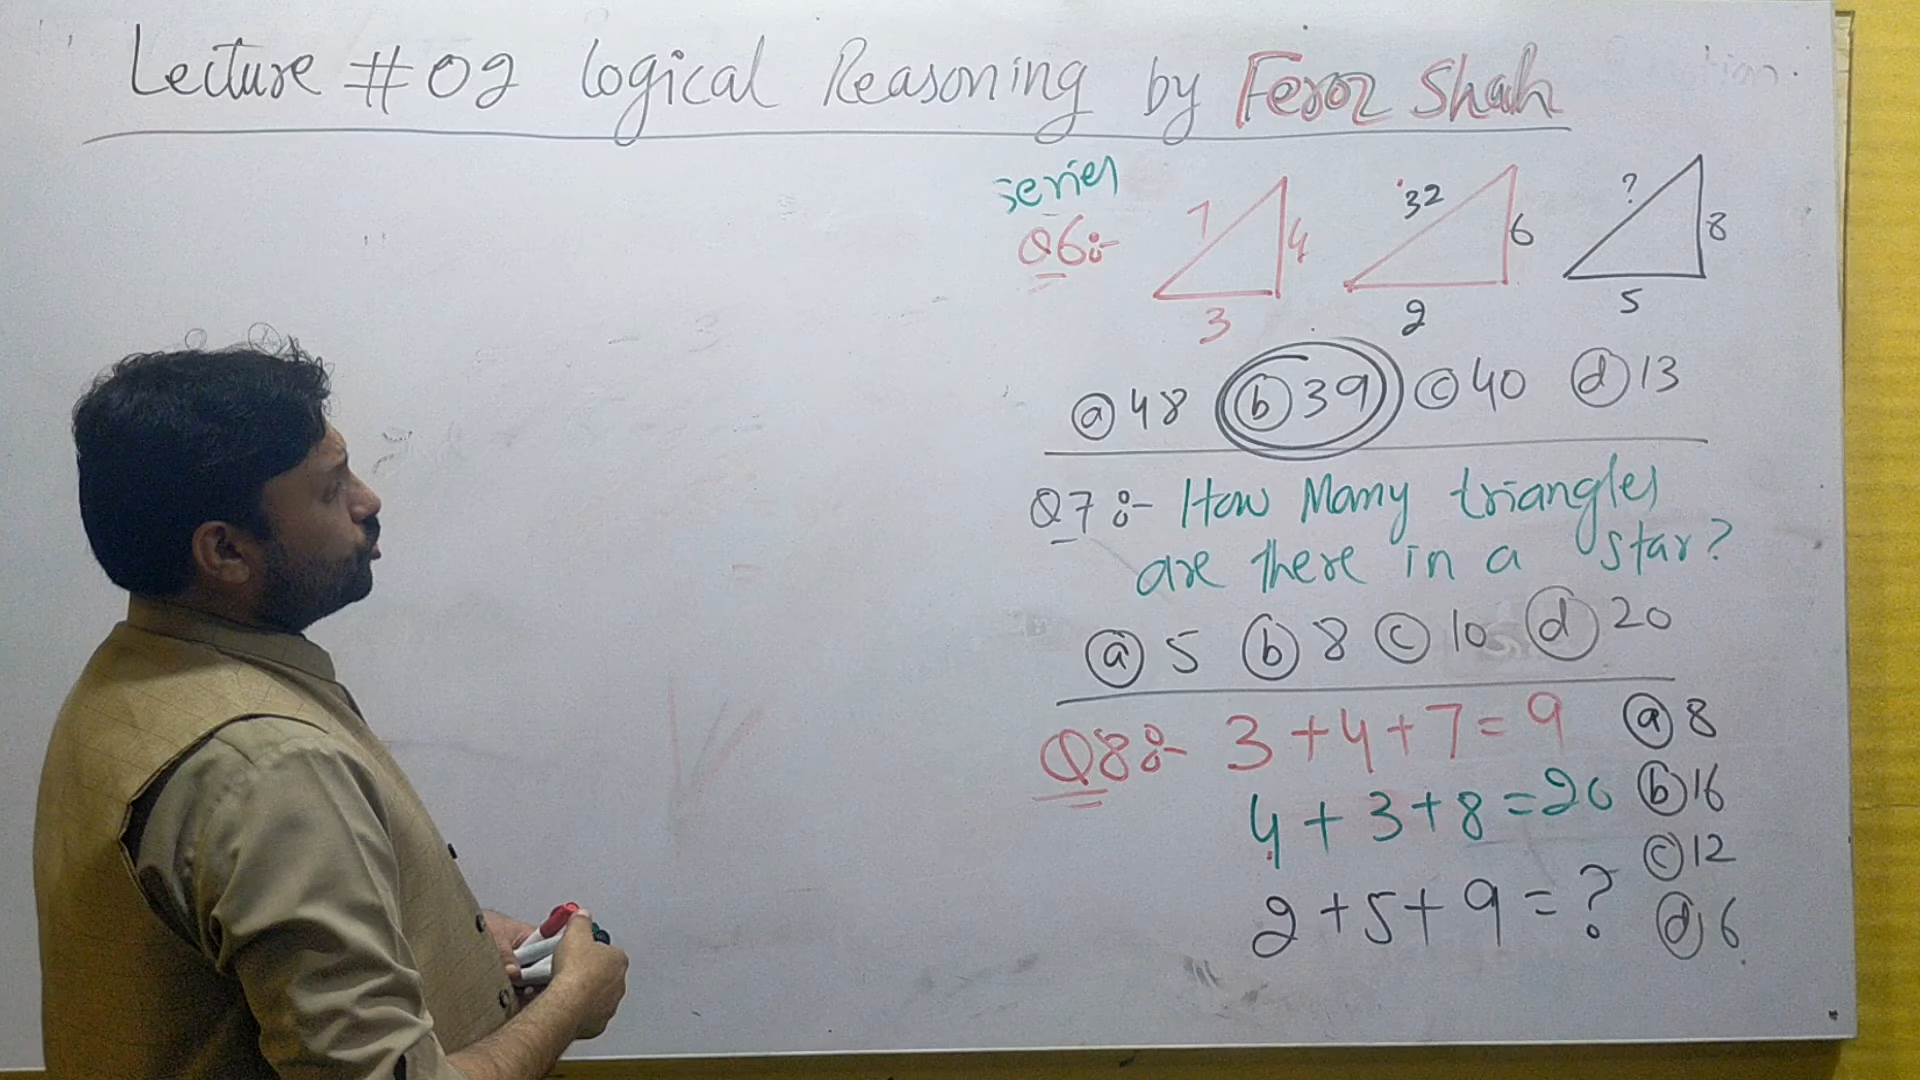 Lecture #02 Logical Reasoning by Feroz Shah
Series
Q6:-
7 4 3
32 6 2
? 8 5
(a) 48 (b) 39 (c) 40 (d) 13
Q7:- How Many triangles
are there in a star?
(a) 5 (b) 8 (c) 10 (d) 20
Q8:- 3+4+7=9 (a) 8
4+3+8=20 (b) 16
(c) 12
2+5+9=? (d) 6